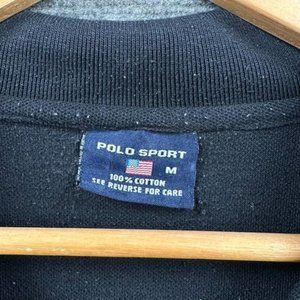 POLO SPORT
M
100% COTTON
SEE REVERSE FOR CARE